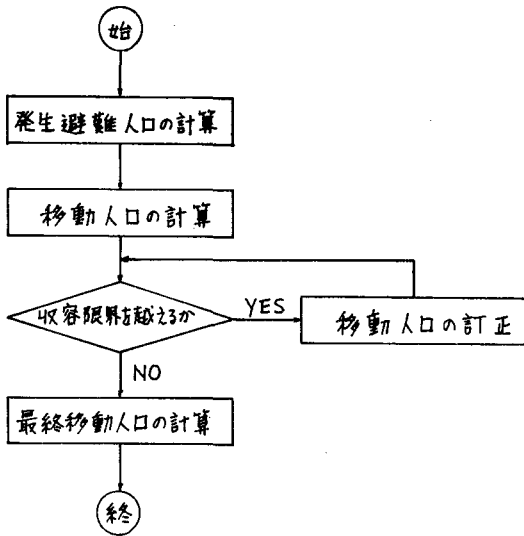 始
発生避難人口の計算
移動人口の計算
収容限界を越えるか
YES
移動人口の訂正
NO
最終移動人口の計算
終